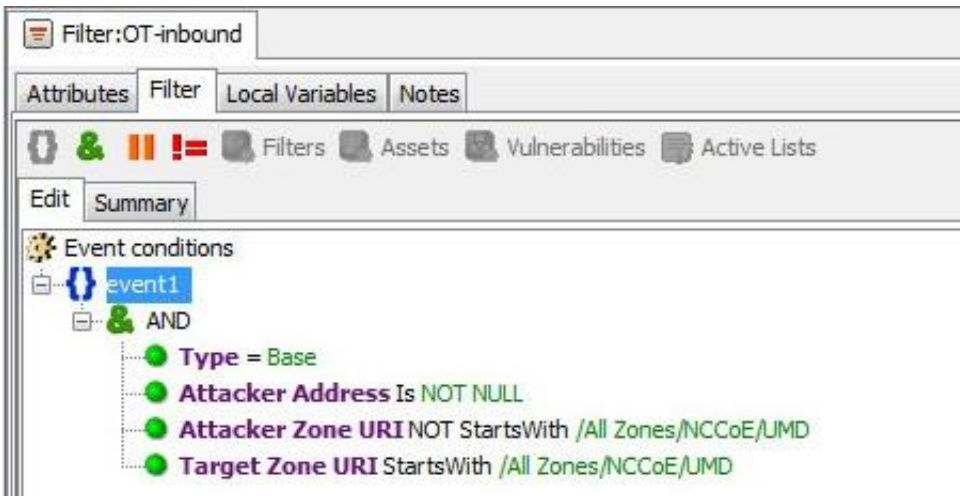 Filter:OT-inbound
Attributes Filter Local Variables Notes
{} & || != Filters Assets Vulnerabilities Active Lists
Edit Summary
Event conditions
{} event1
& AND
Type = Base
Attacker Address Is NOT NULL
Attacker Zone URI NOT StartsWith /All Zones/NCCoE/UMD
Target Zone URI StartsWith /All Zones/NCCoE/UMD